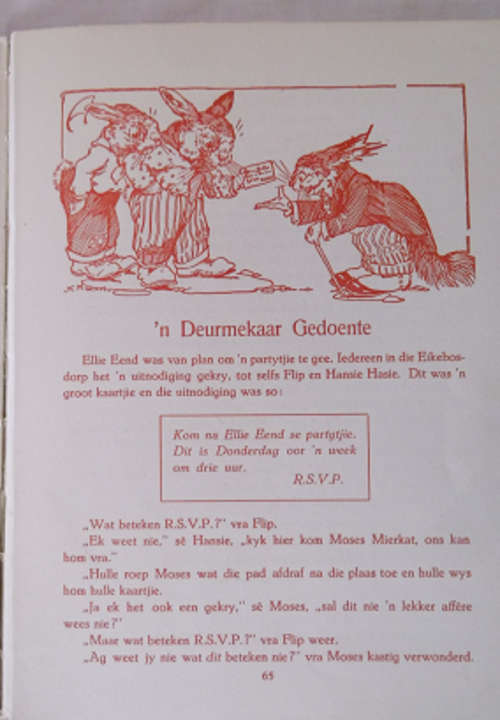 'n Deurmekaar Gedoente
Ellie Eend was van plan om 'n partytjie te gee. Iedereen in die Eikebos-
dorp het 'n uitnodiging gekry, tot selfs Flip en Hansie Hasie. Dit was 'n
groot kaartjie en die uitnodiging was so:
Kom na Ellie Eend se partytjie.
Dit is Donderdag oor 'n week
om drie uur.
R.S.V.P.
„Wat beteken R.S.V.P.?” vra Flip.
„Ek weet nie,” sê Hansie, „kyk hier kom Moses Mierkat, ons kan
hom vra.”
„Hulle roep Moses wat die pad afdraf na die plaas toe en hulle wys
hom hulle kaartjie.
„Ja ek het ook een gekry,” sê Moses, „sal dit nie 'n lekker affêre
wees nie?”
„Maar wat beteken R.S.V.P.?” vra Flip weer.
„Ag weet jy nie wat dit beteken nie?” vra Moses kastig verwonderd.
65